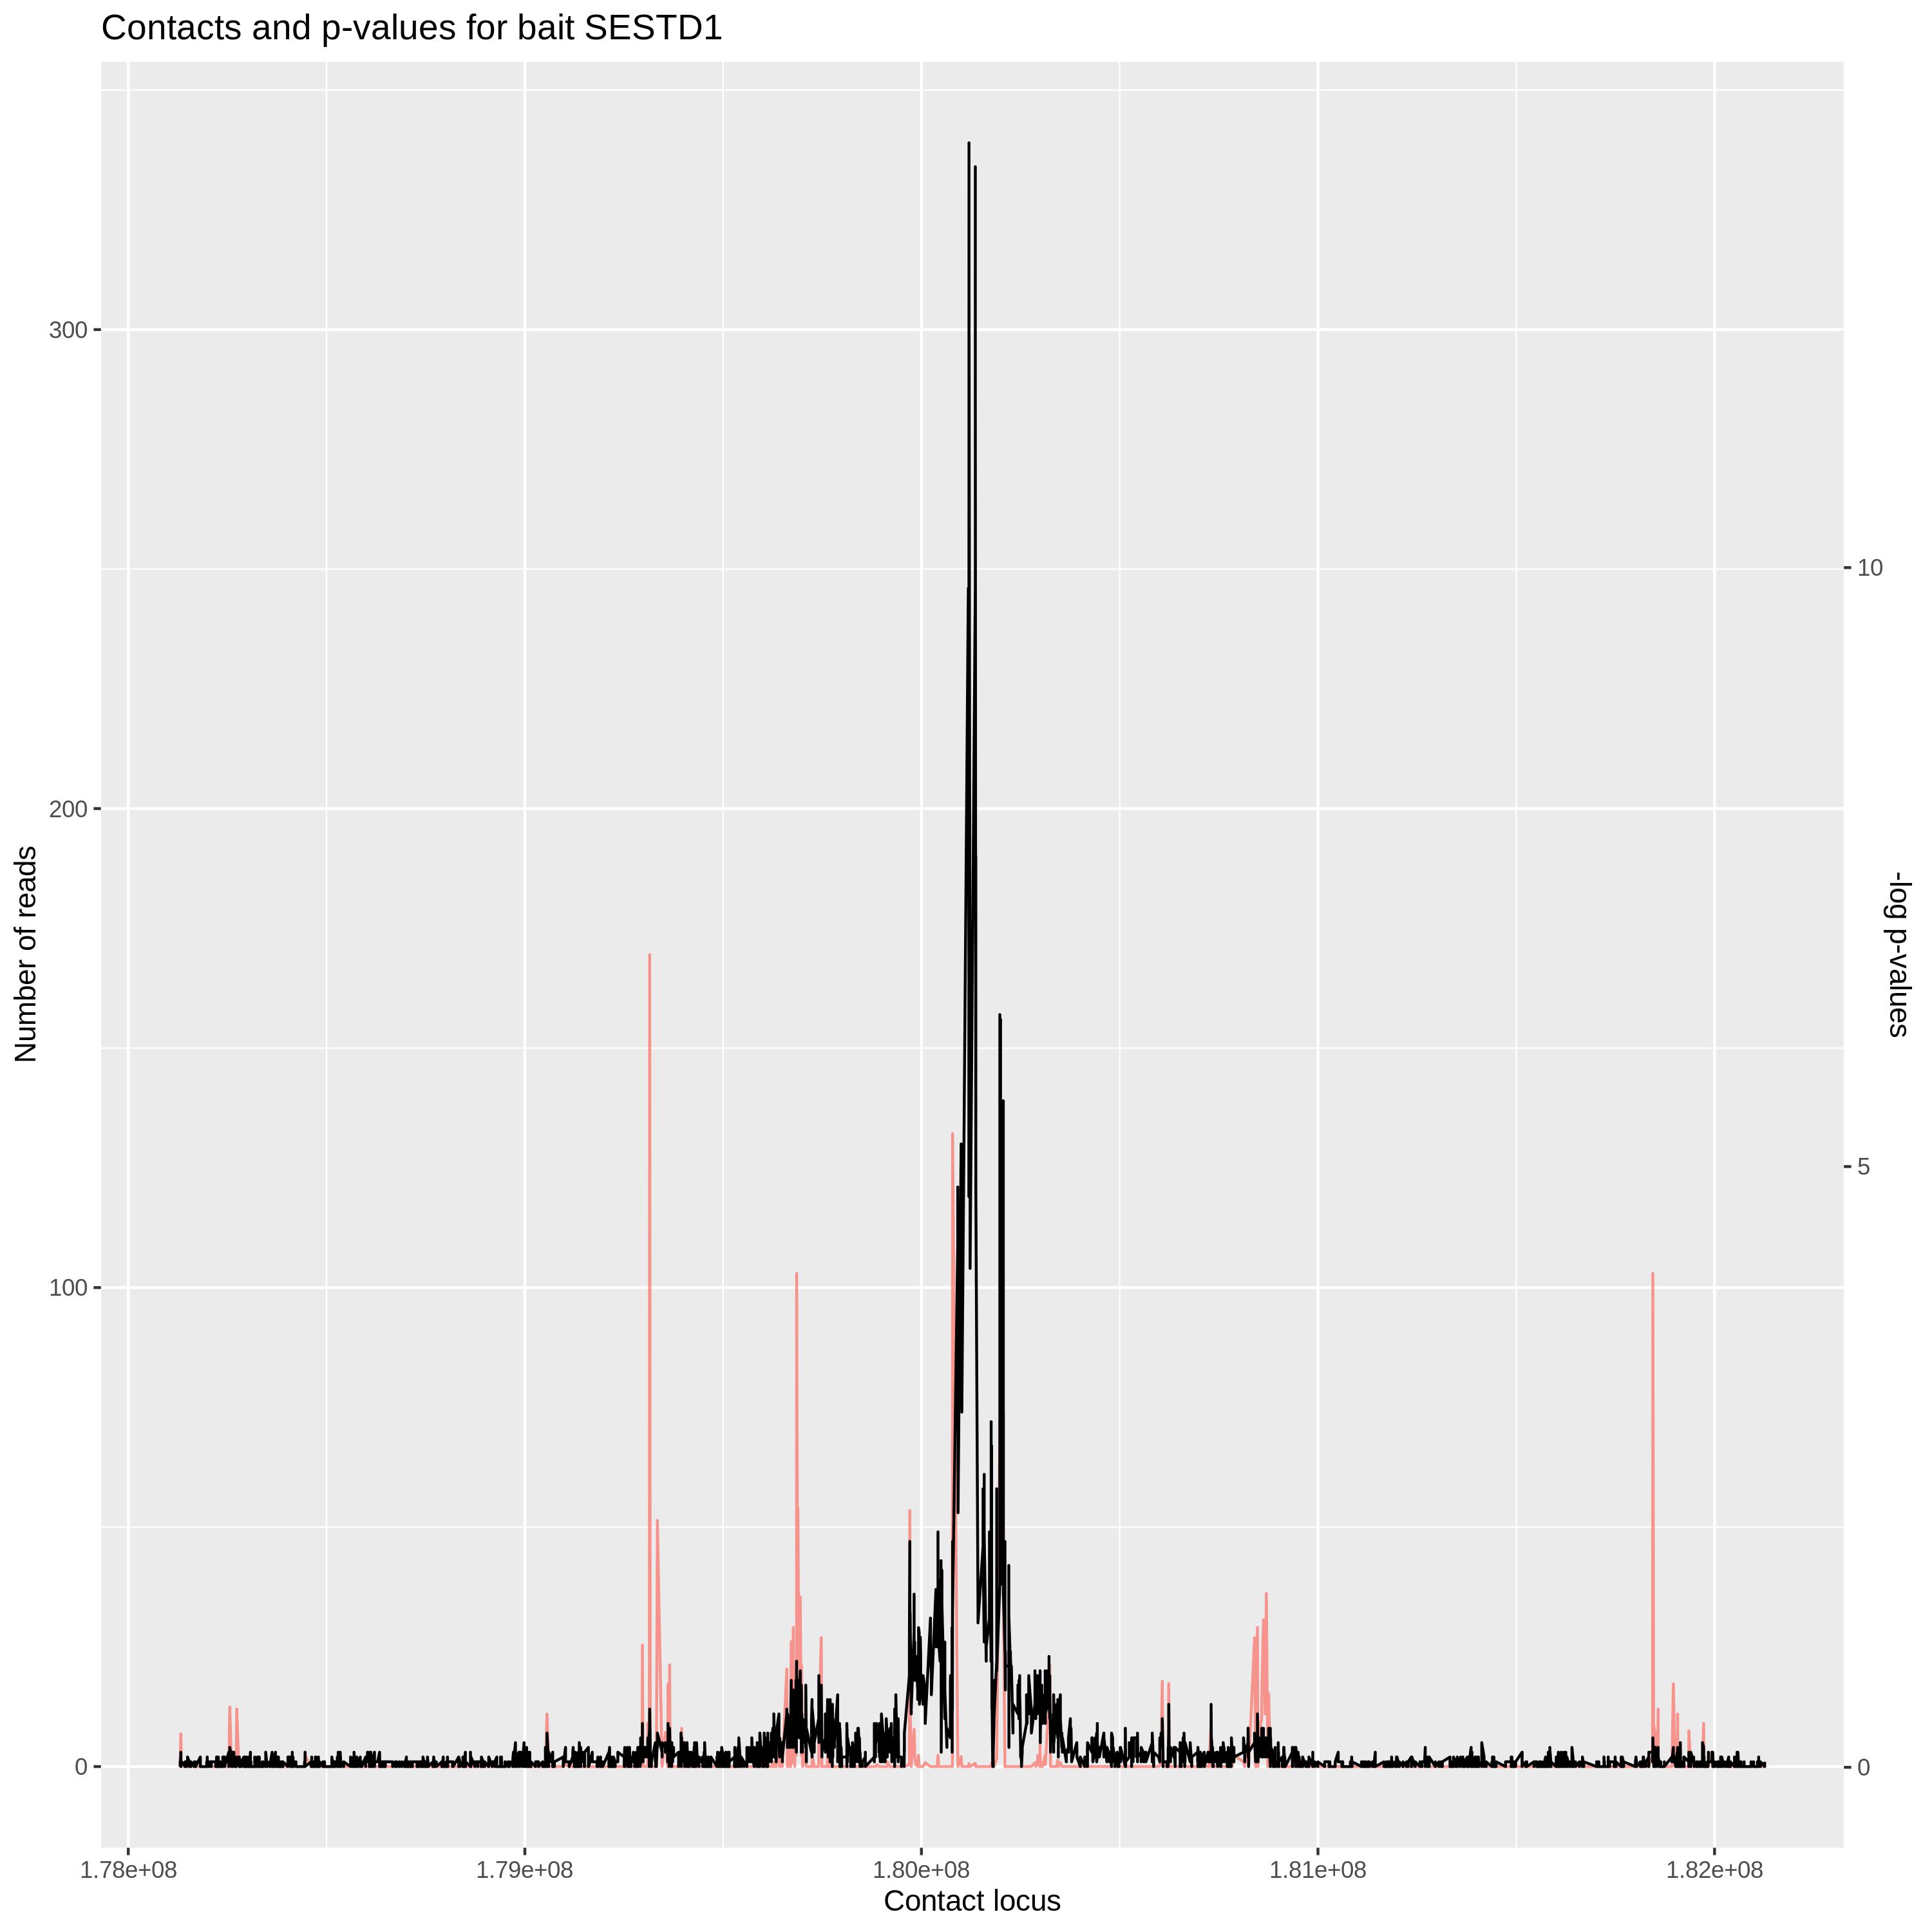 Contacts and p-values for bait SESTD1
300
200
100
0
Number of reads
10
5
0
-log p-values
1.78e+08
1.79e+08
1.80e+08
1.81e+08
1.82e+08
Contact locus